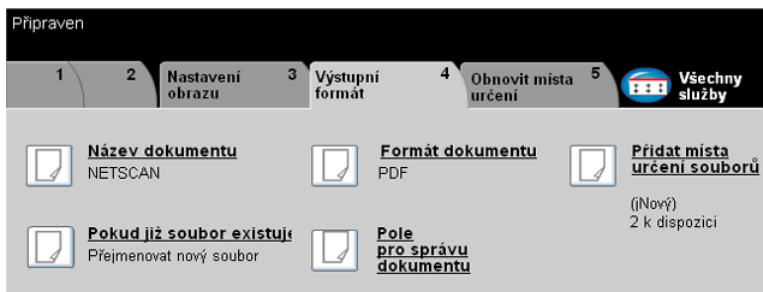 Připraven
1 2 Nastavení 3 Výstupní 4 Obnovit místa 5 Všechny
obrazu formát určení služby
Název dokumentu Formát dokumentu Přidat místa
NETSCAN PDF určení souborů
(jNový)
2 k dispozici
Pokud již soubor existuje Pole
Přejmenovat nový soubor pro správu
dokumentu